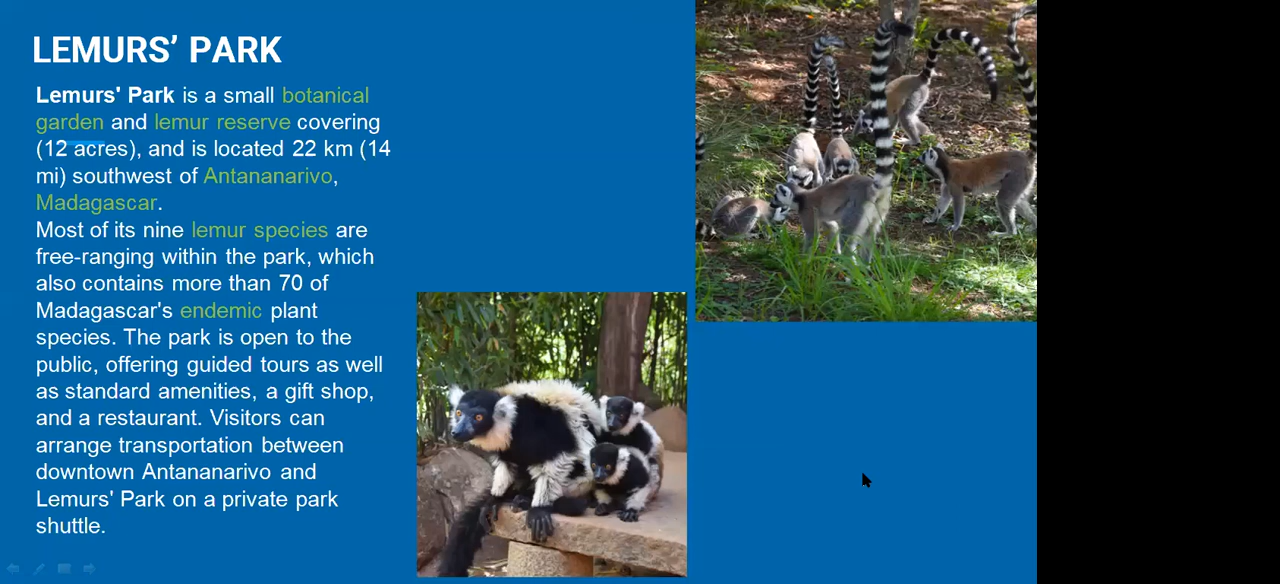 LEMURS’ PARK
Lemurs' Park is a small botanical
garden and lemur reserve covering
(12 acres), and is located 22 km (14
mi) southwest of Antananarivo,
Madagascar.
Most of its nine lemur species are
free-ranging within the park, which
also contains more than 70 of
Madagascar's endemic plant
species. The park is open to the
public, offering guided tours as well
as standard amenities, a gift shop,
and a restaurant. Visitors can
arrange transportation between
downtown Antananarivo and
Lemurs' Park on a private park
shuttle.